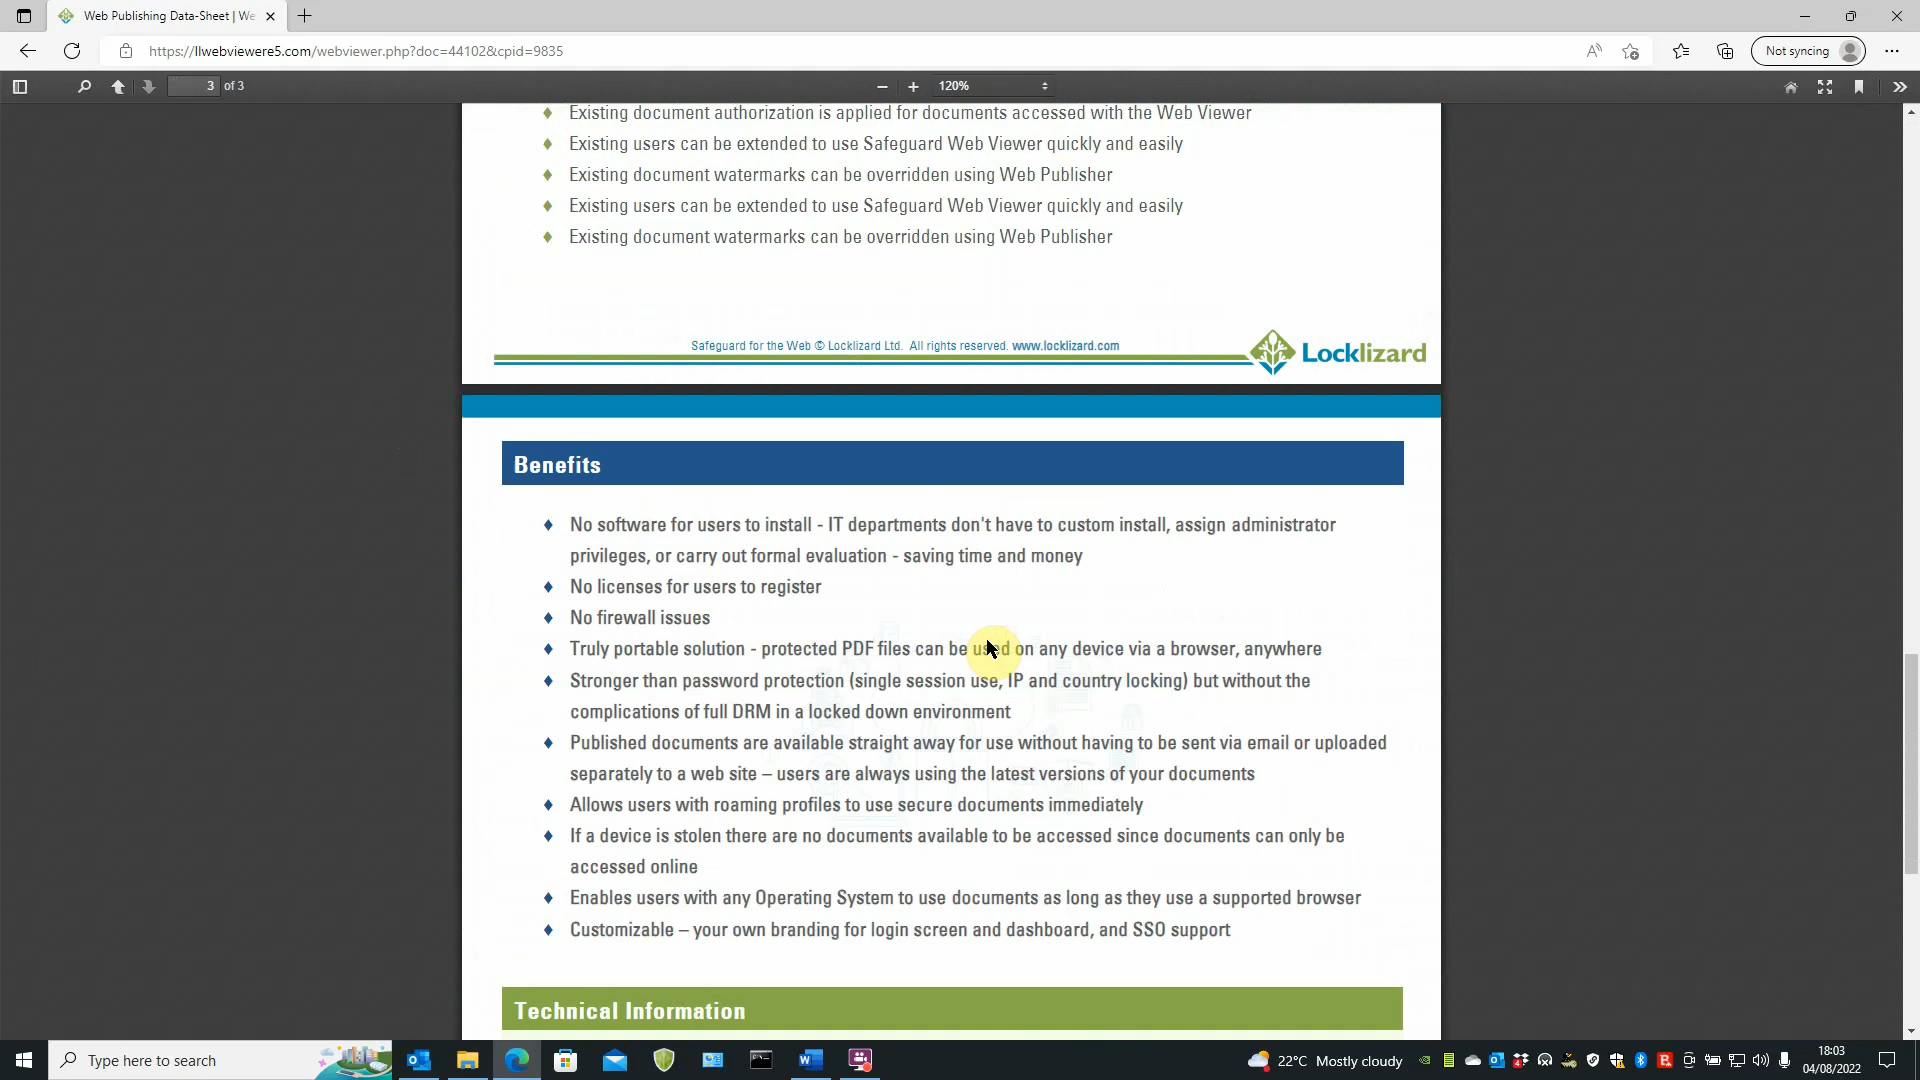 Web Publishing Data-Sheet | We
https://llwebviewere5.com/webviewer.php?doc=44102&cpid=9835
Not syncing
3 of 3
120%
Existing document authorization is applied for documents accessed with the Web Viewer
Existing users can be extended to use Safeguard Web Viewer quickly and easily
Existing document watermarks can be overridden using Web Publisher
Existing users can be extended to use Safeguard Web Viewer quickly and easily
Existing document watermarks can be overridden using Web Publisher
Safeguard for the Web © Locklizard Ltd. All rights reserved. www.locklizard.com
Locklizard
Benefits
No software for users to install - IT departments don't have to custom install, assign administrator
privileges, or carry out formal evaluation - saving time and money
No licenses for users to register
No firewall issues
Truly portable solution - protected PDF files can be used on any device via a browser, anywhere
Stronger than password protection (single session use, IP and country locking) but without the
complications of full DRM in a locked down environment
Published documents are available straight away for use without having to be sent via email or uploaded
separately to a web site – users are always using the latest versions of your documents
Allows users with roaming profiles to use secure documents immediately
If a device is stolen there are no documents available to be accessed since documents can only be
accessed online
Enables users with any Operating System to use documents as long as they use a supported browser
Customizable – your own branding for login screen and dashboard, and SSO support
Technical Information
Type here to search
22°C Mostly cloudy
18:03
04/08/2022